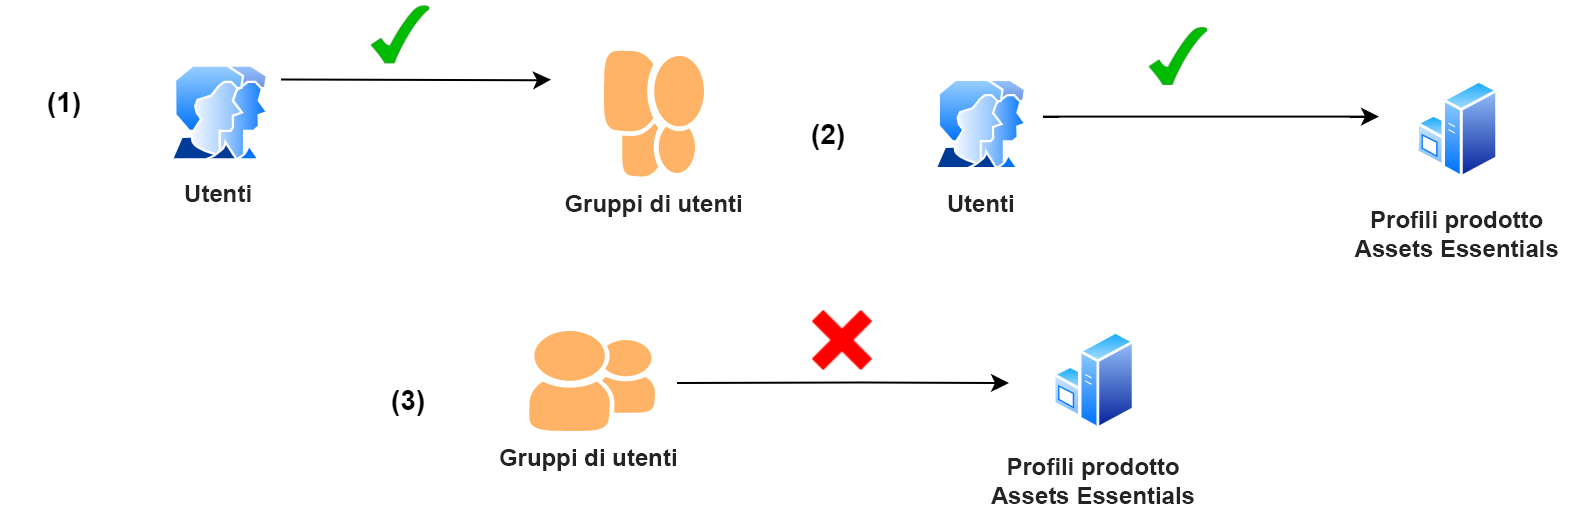 (1)
Utenti
Gruppi di utenti
(2)
Utenti
Profili prodotto
Assets Essentials
(3)
Gruppi di utenti
Profili prodotto
Assets Essentials